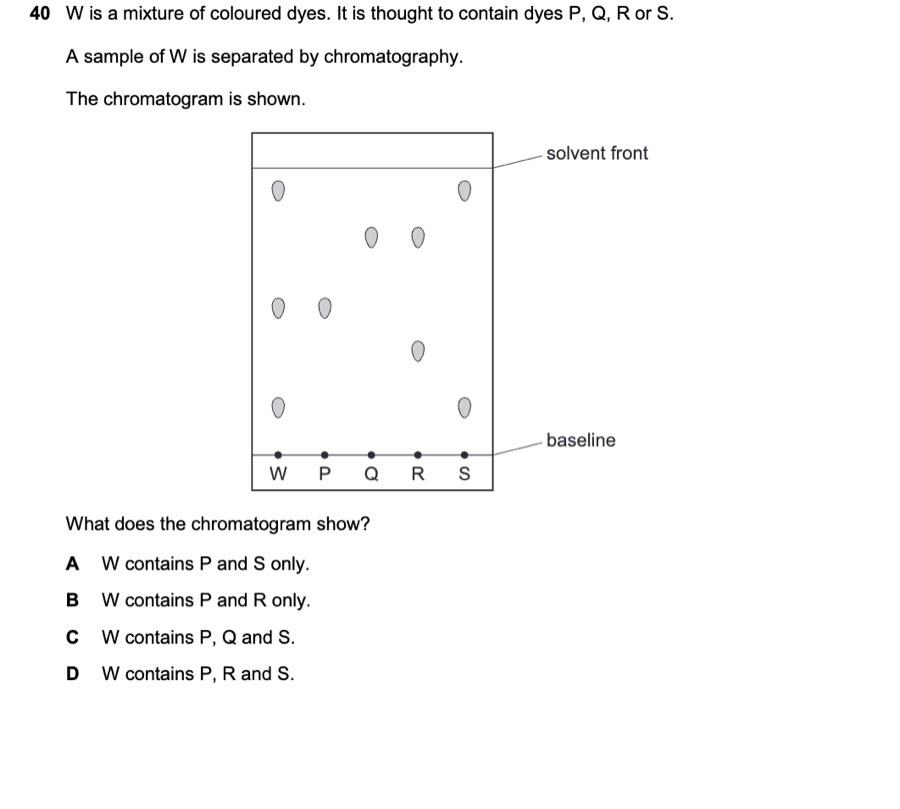 40 W is a mixture of coloured dyes. It is thought to contain dyes P, Q, R or S.
A sample of W is separated by chromatography.
The chromatogram is shown.
solvent front
baseline
W P Q R S
What does the chromatogram show?
A W contains P and S only.
B W contains P and R only.
C W contains P, Q and S.
D W contains P, R and S.